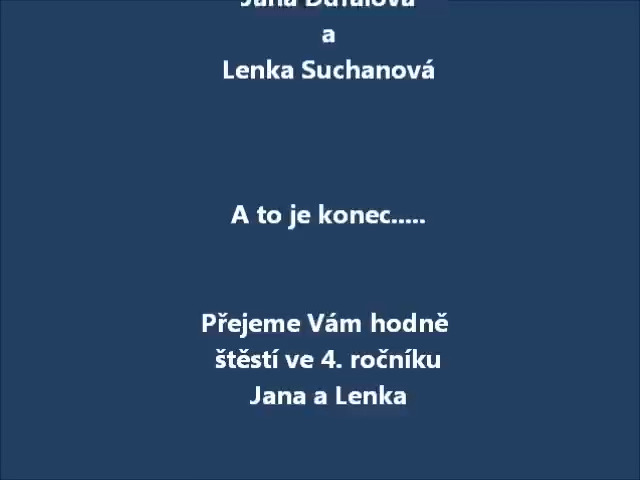 Jana
a
Lenka Suchanová
A to je konec.....
Přejeme Vám hodně
štěstí ve 4. ročníku
Jana a Lenka